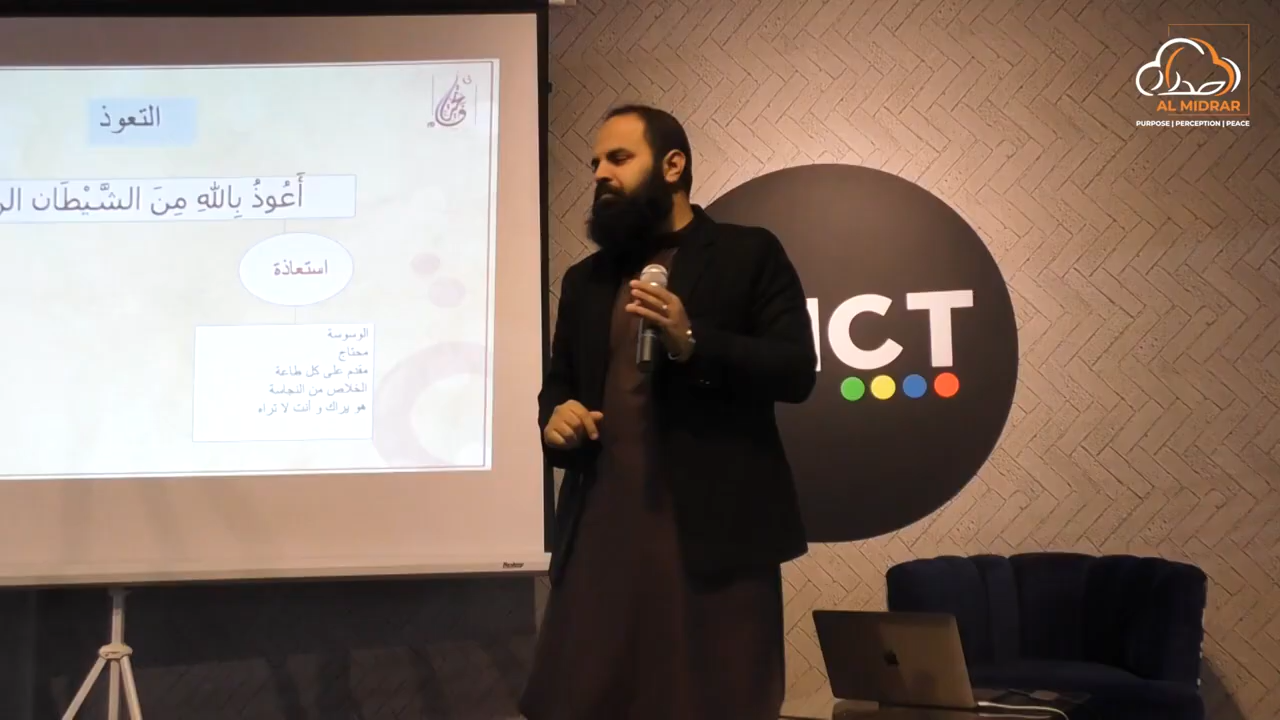 التعوذ
أَعُوذُ بِاللهِ مِنَ الشَّيْطَان
استعاذة
الوسوسة
محتاج
مقدم على كل طاعة
الخلاص من النجاسة
هو يراك و أنت لا تراه
CT
AL MIDRAR
PURPOSE | PERCEPTION | PEACE